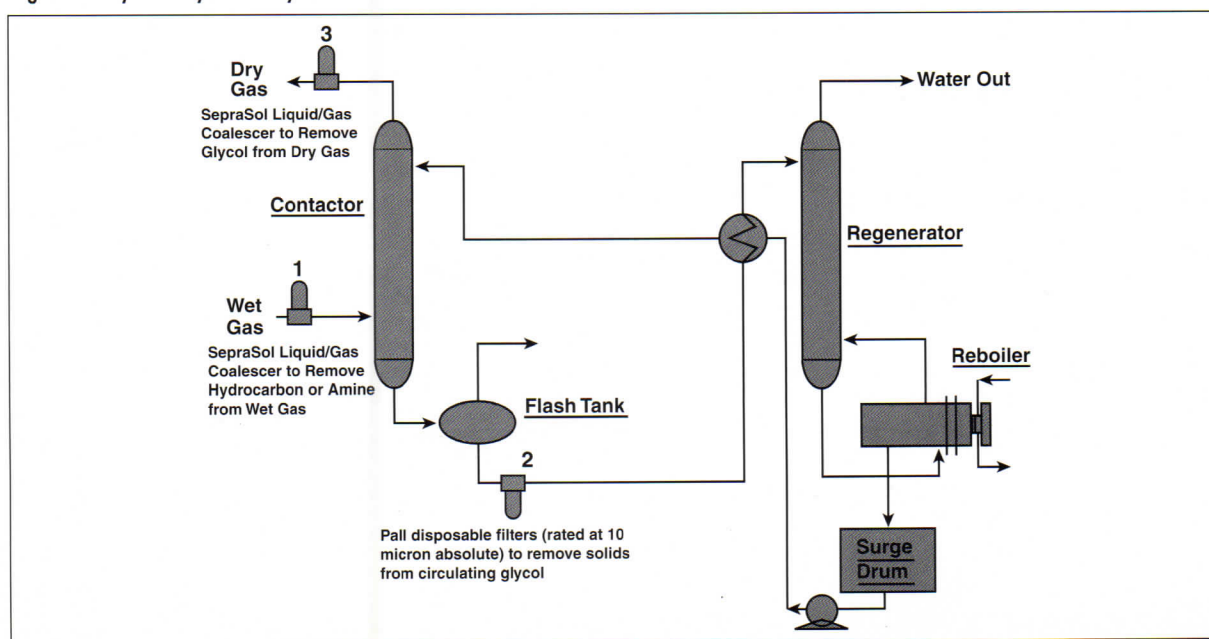 3
Dry
Gas
SepraSol Liquid/Gas
Coalescer to Remove
Glycol from Dry Gas
Water Out
Contactor
Regenerator
1
Wet
Gas
SepraSol Liquid/Gas
Coalescer to Remove
Hydrocarbon or Amine
from Wet Gas
Reboiler
Flash Tank
2
Pall disposable filters (rated at 10
micron absolute) to remove solids
from circulating glycol
Surge
Drum